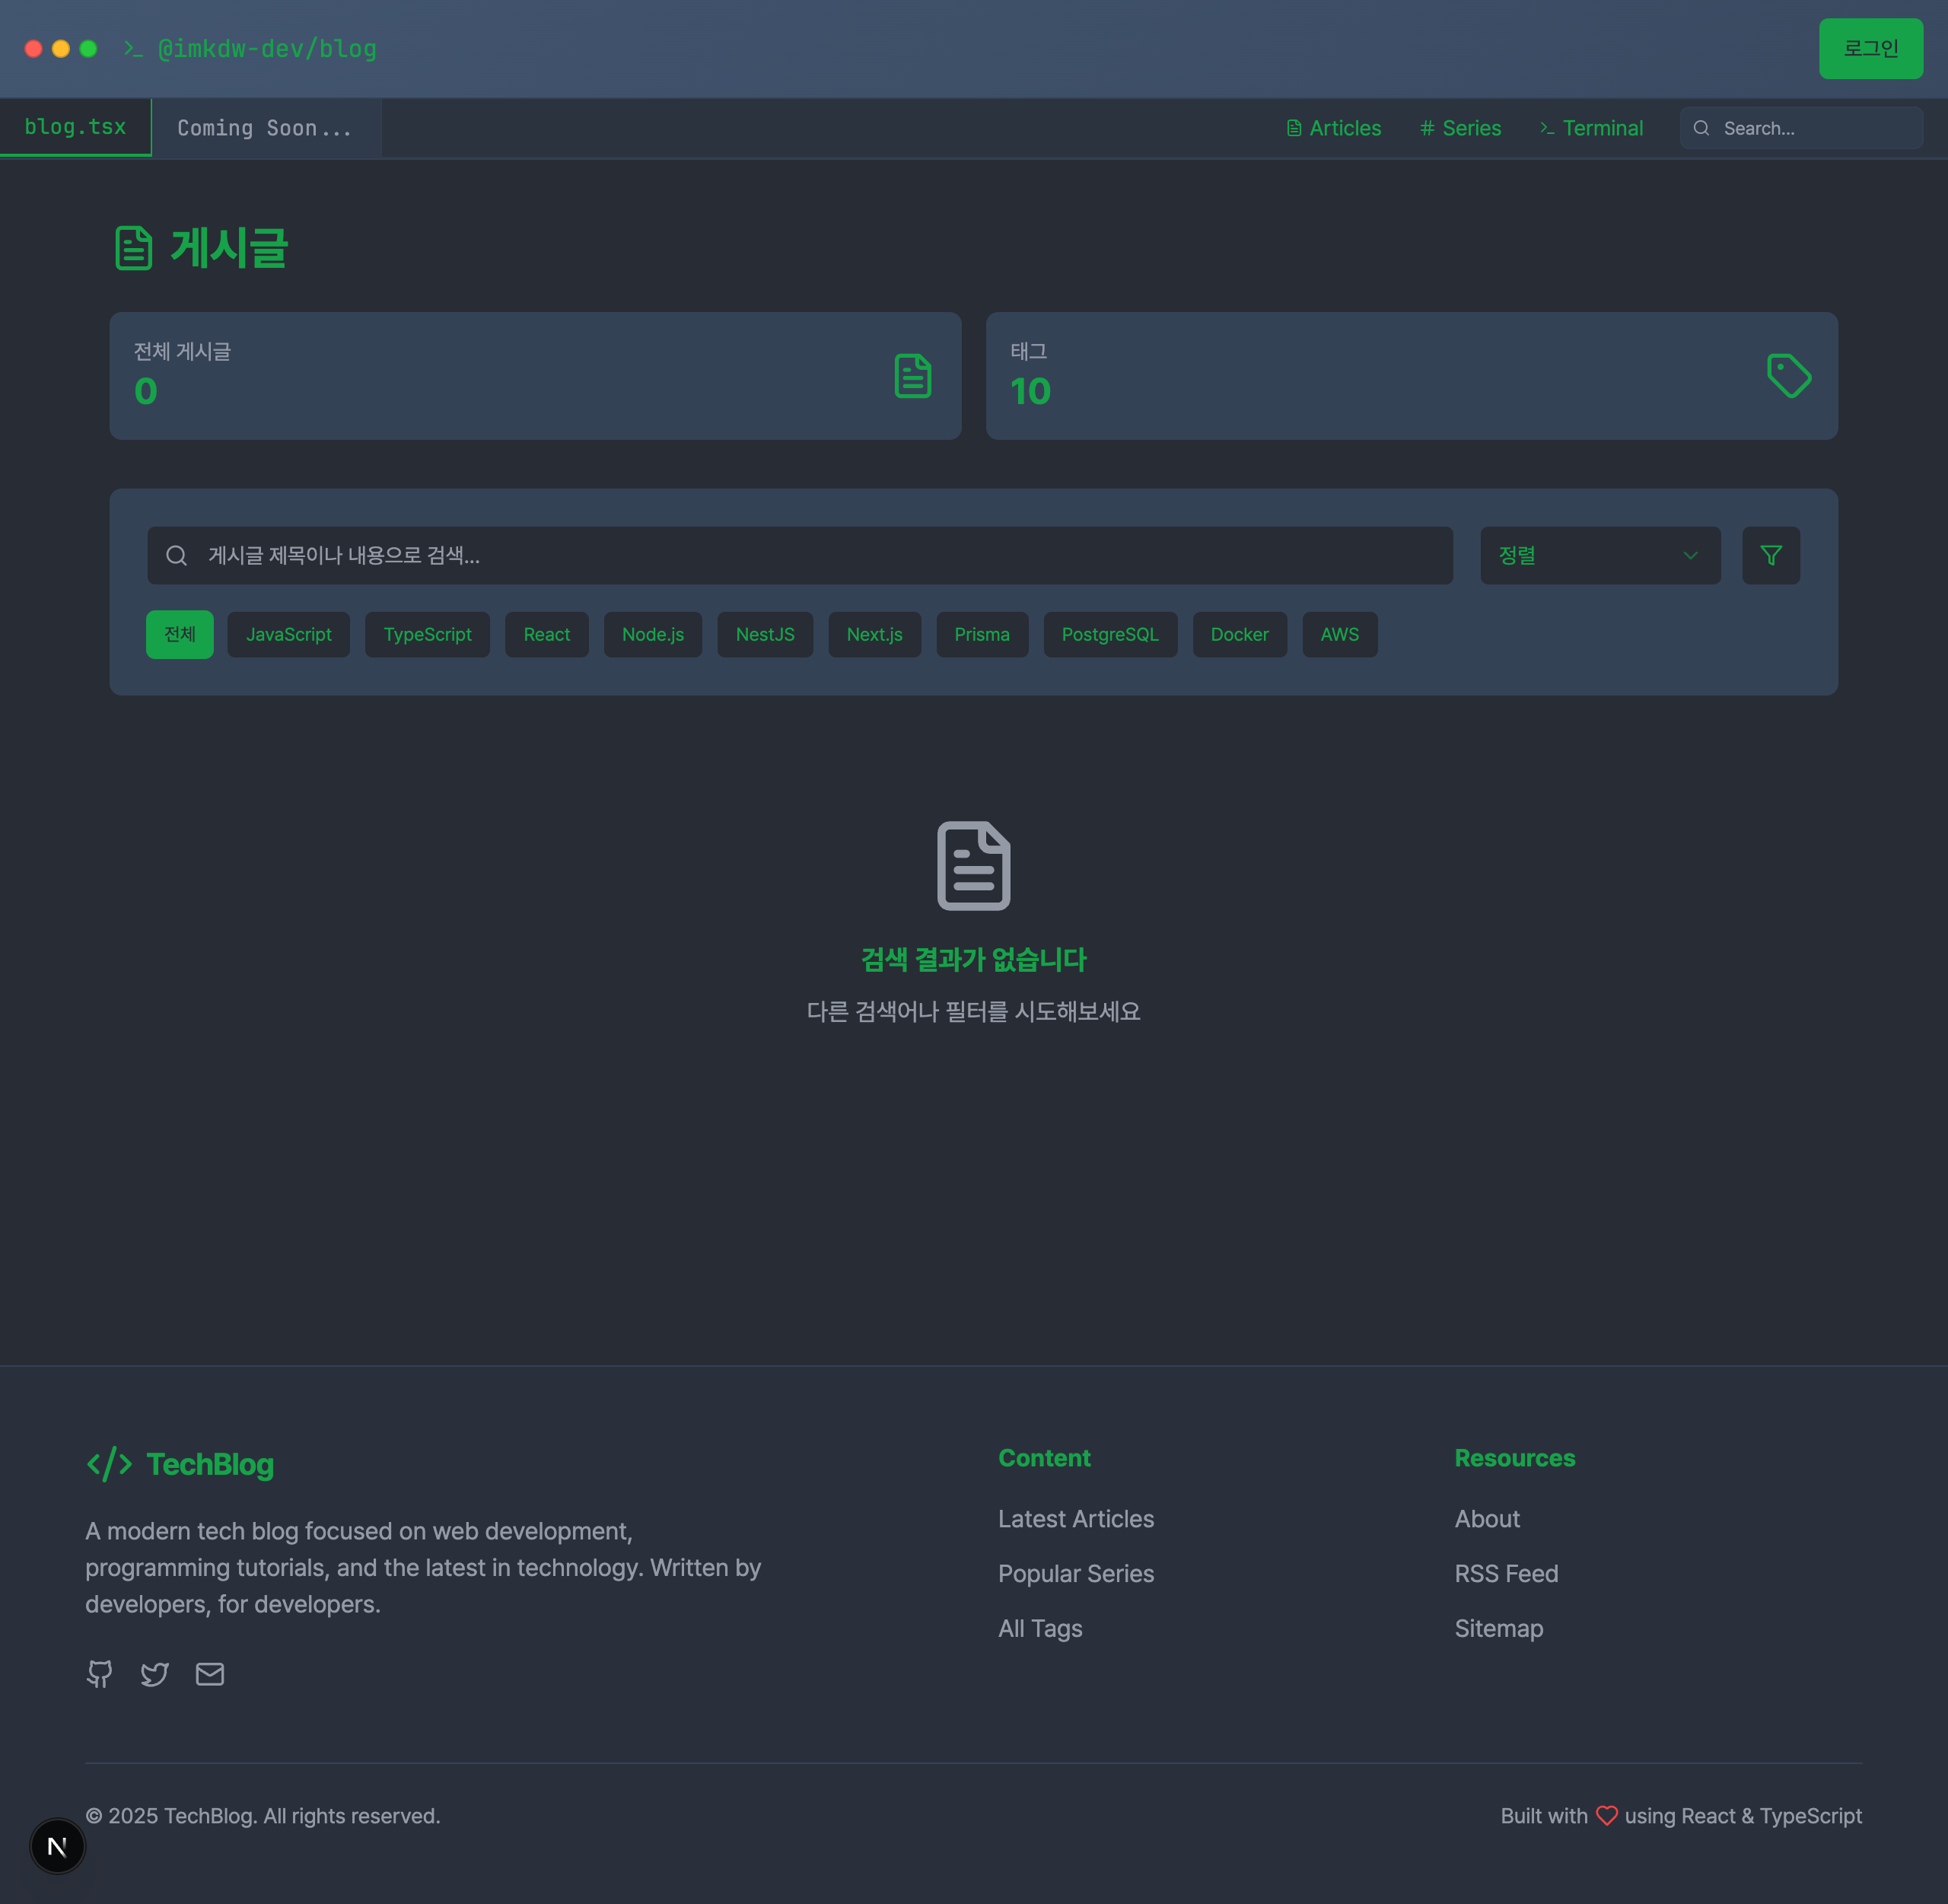 >_ @imkdw-dev/blog
로그인
blog.tsx
Coming Soon...
Articles
# Series
>_ Terminal
Search...
게시글
전체 게시글
0
태그
10
게시글 제목이나 내용으로 검색...
정렬
전체
JavaScript
TypeScript
React
Node.js
NestJS
Next.js
Prisma
PostgreSQL
Docker
AWS
검색 결과가 없습니다
다른 검색어나 필터를 시도해보세요
</> TechBlog
A modern tech blog focused on web development,
programming tutorials, and the latest in technology. Written by
developers, for developers.
Content
Latest Articles
Popular Series
All Tags
Resources
About
RSS Feed
Sitemap
© 2025 TechBlog. All rights reserved.
Built with ♡ using React & TypeScript
N